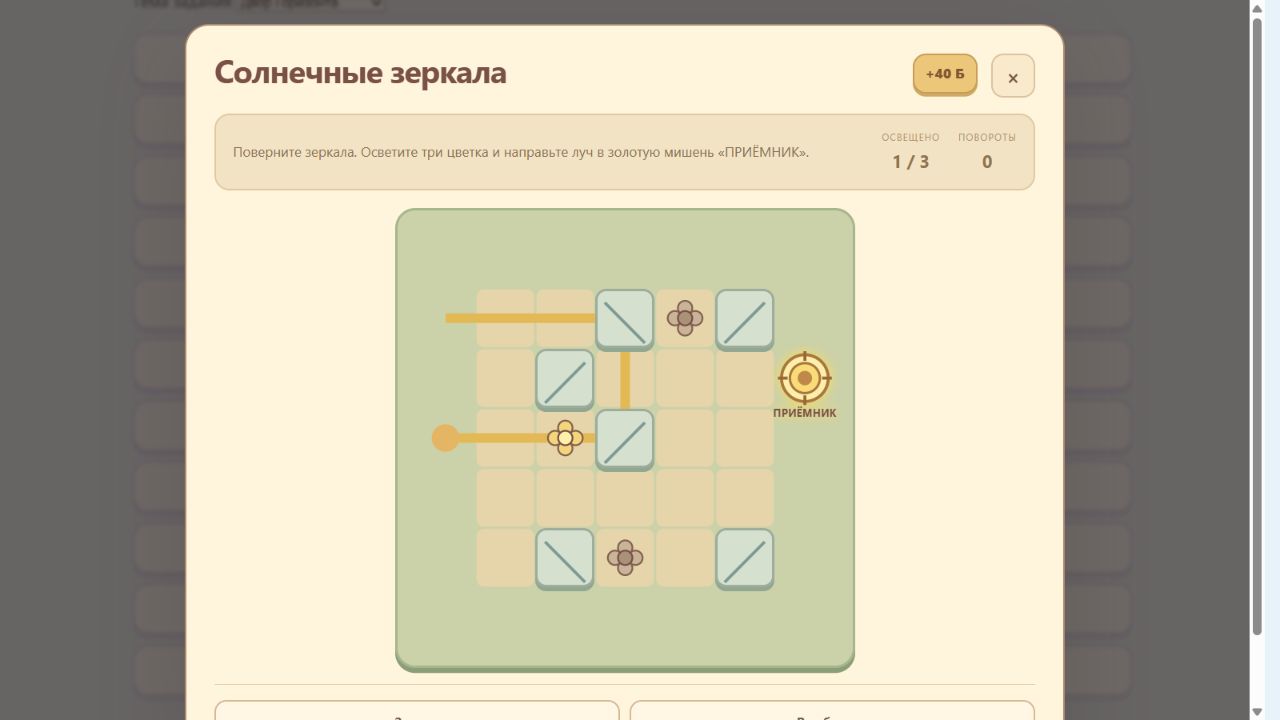 Солнечные зеркала
+40 Б
×
Поверните зеркала. Осветите три цветка и направьте луч в золотую мишень «ПРИЁМНИК».
ОСВЕЩЕНО
1 / 3
ПОВОРОТЫ
0
ПРИЁМНИК